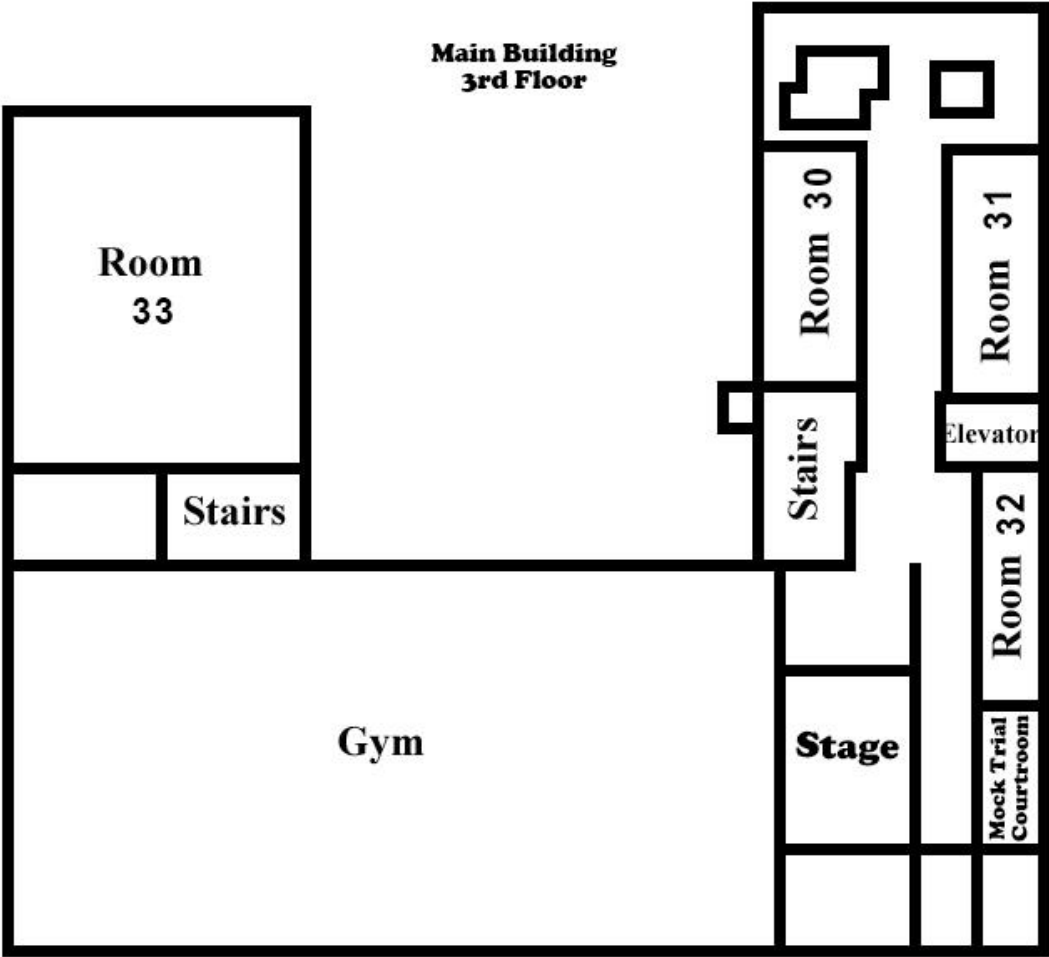 Main Building
3rd Floor
Room
33
Room 30
Room 31
Elevator
Stairs
Stairs
Room 32
Gym
Stage
Mock Trial
Courtroom